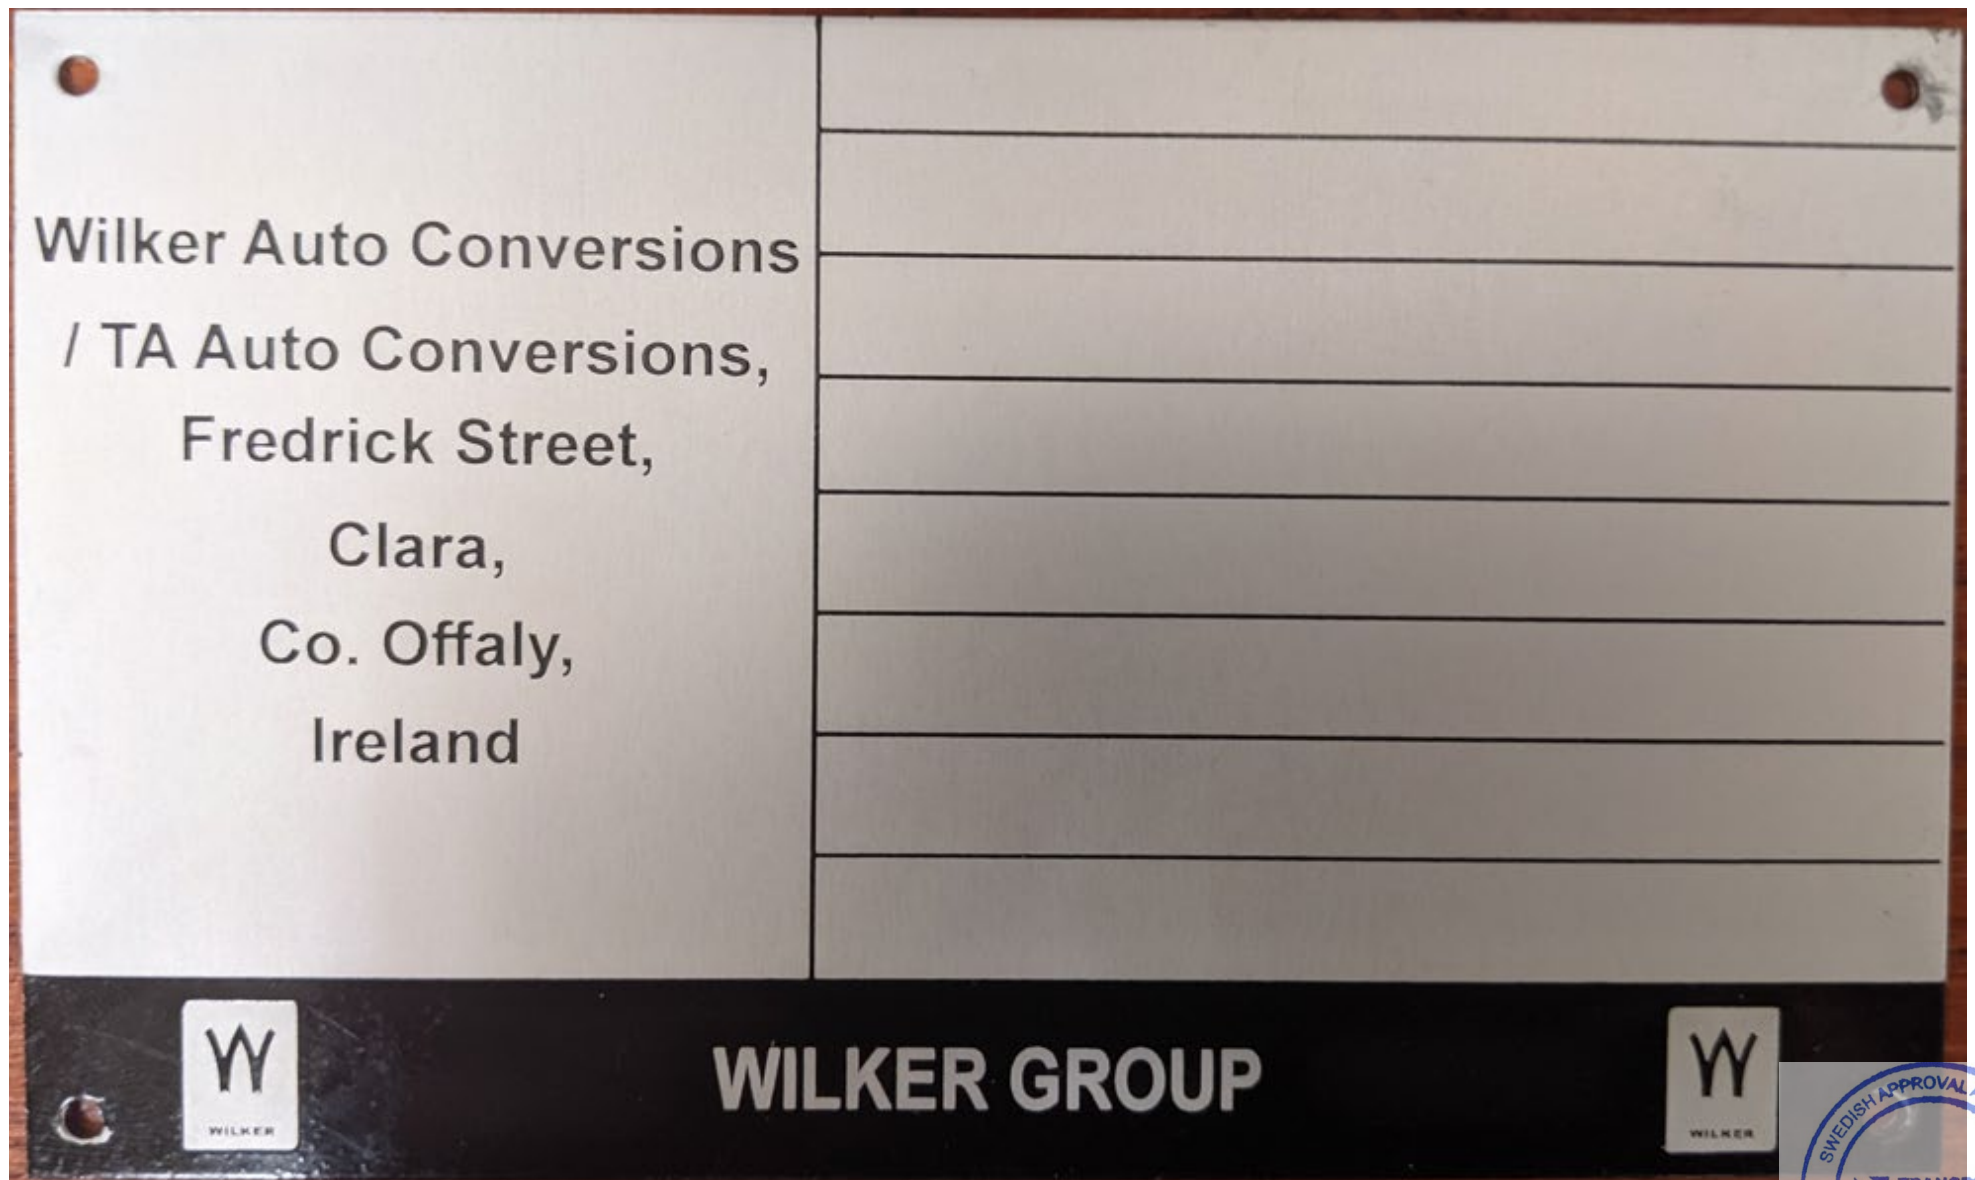 Wilker Auto Conversions
/ TA Auto Conversions,
Fredrick Street,
Clara,
Co. Offaly,
Ireland
W
WILKER
WILKER GROUP
W
WILKER
SWEDISH APPROVAL